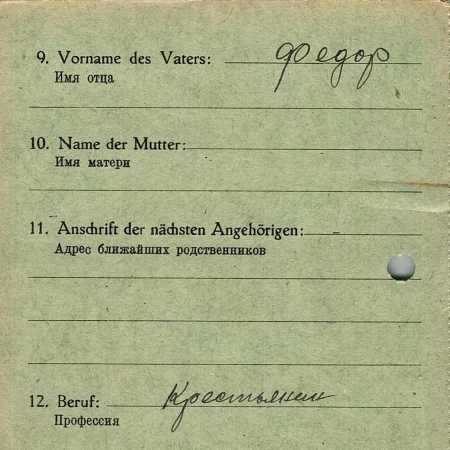 9. Vorname des Vaters: Федор
Имя отца
10. Name der Mutter:
Имя матери
11. Anschrift der nächsten Angehörigen: –
Адрес ближайших родственников
12. Beruf: Крестьянин
Профессия